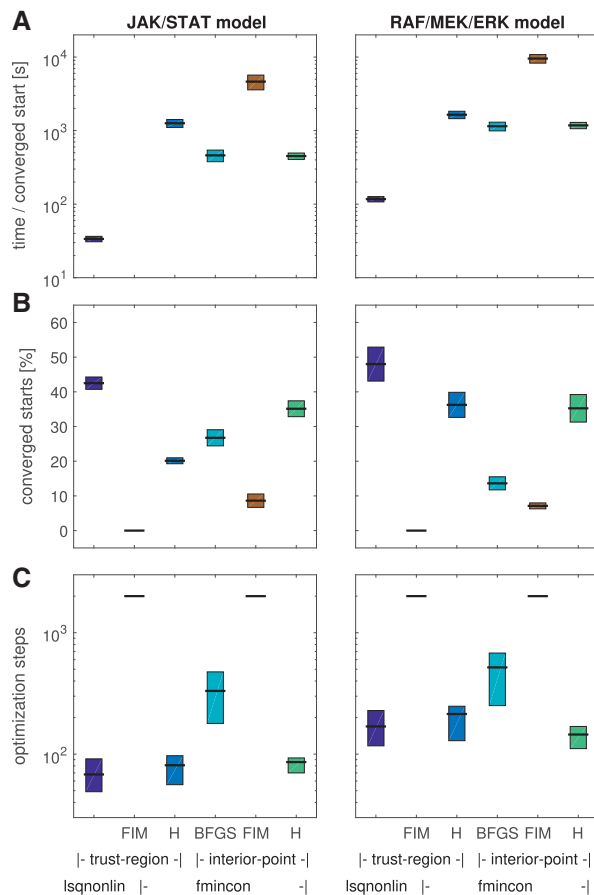 A JAK/STAT model RAF/MEK/ERK model
time / converged start [s]
10^4
10^3
10^2
10^1
B
converged starts [%]
60
50
40
30
20
10
0
C
optimization steps
10^3
10^2
FIM H BFGS FIM H FIM H BFGS FIM H
|- trust-region -| |- interior-point -| |- trust-region -| |- interior-point -|
lsqnonlin |- fmincon -| lsqnonlin |- fmincon -|